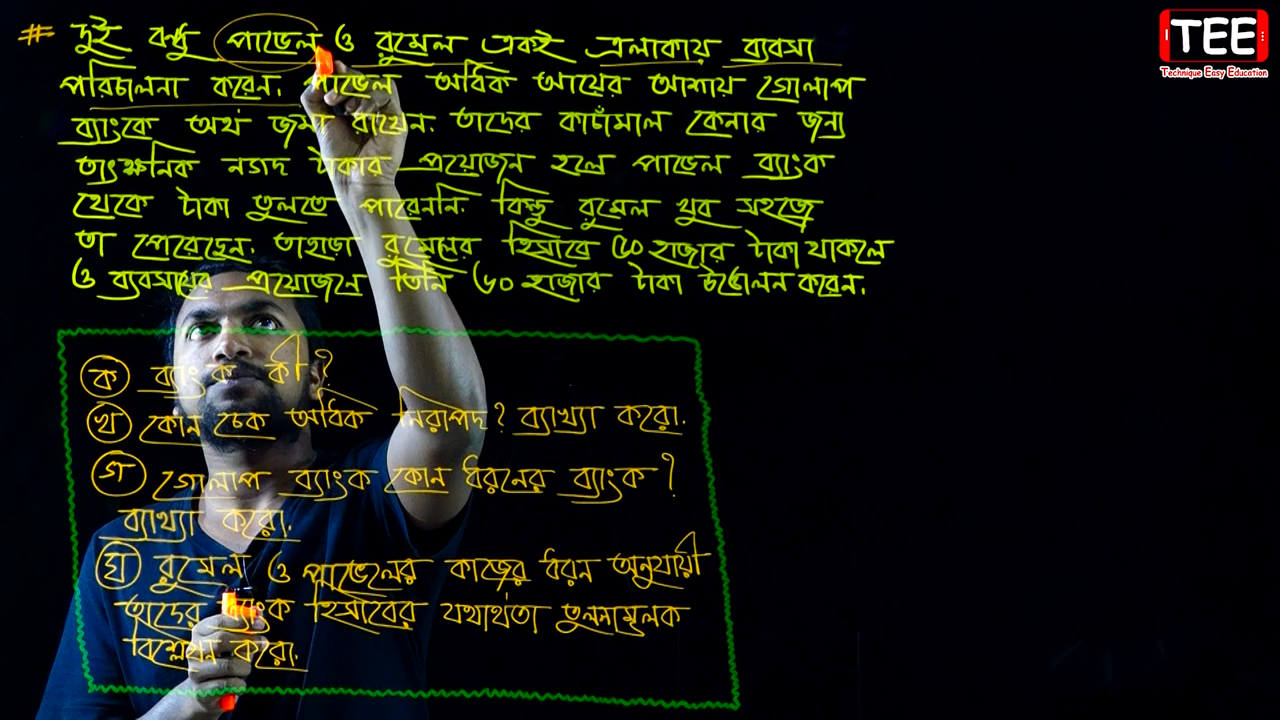 # দুই বন্ধু পাভেল ও রুমেল একই এলাকায় ব্যবসা
পরিচালনা করেন. পাভেল অধিক আয়ের আশায় গোলাপ
ব্যাংকে অর্থ জমা রাখেন. তাদের কাচাঁমাল কেনার জন্য
তাৎক্ষনিক নগদ টাকার প্রয়োজন হলে পাভেল ব্যাংক
থেকে টাকা তুলতে পারেননি. কিন্তু রুমেল খুব সহজে
তা পেরেছেন. তাছাড়া রুমেলের হিসাবে ৫০ হাজার টাকা থাকলে
ও ব্যবসায়ের প্রয়োজনে তিনি ৬০ হাজার টাকা উত্তোলন করেন.
ক ব্যাংক কী?
খ কোন চেক অধিক নিরাপদ? ব্যাখ্যা করো.
গ গোলাপ ব্যাংক কোন ধরনের ব্যাংক?
ব্যাখ্যা করো.
ঘ রুমেল ও পাভেলের কাজের ধরন অনুযায়ী
তাদের ব্যাংক হিসাবের যথার্থতা তুলনামূলক
বিশ্লেষন করো.
TEE
Technique Easy Education